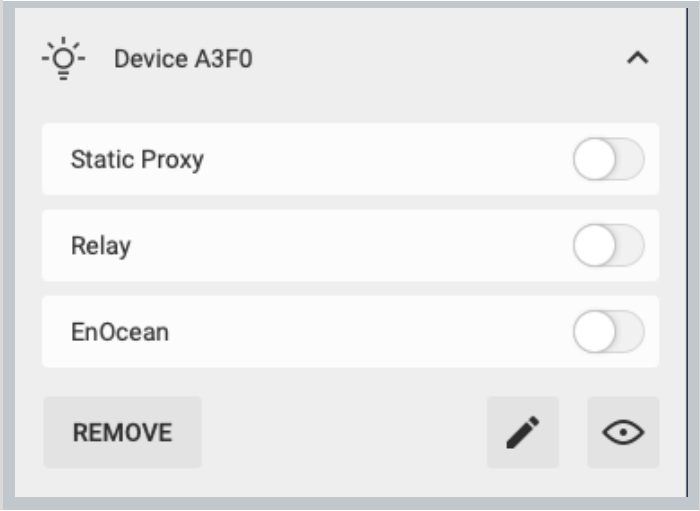 Device A3F0
Static Proxy
Relay
EnOcean
REMOVE